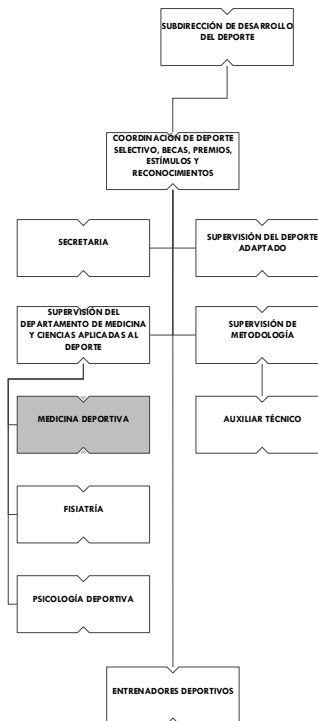 SUBDIRECCIÓN DE DESARROLLO
DEL DEPORTE
COORDINACIÓN DE DEPORTE
SELECTIVO, BECAS, PREMIOS,
ESTÍMULOS Y
RECONOCIMIENTOS
SECRETARIA
SUPERVISIÓN DEL DEPORTE
ADAPTADO
SUPERVISIÓN DEL
DEPARTAMENTO DE MEDICINA
Y CIENCIAS APLICADAS AL
DEPORTE
SUPERVISIÓN DE
METODOLOGÍA
MEDICINA DEPORTIVA
AUXILIAR TÉCNICO
FISIATRÍA
PSICOLOGÍA DEPORTIVA
ENTRENADORES DEPORTIVOS